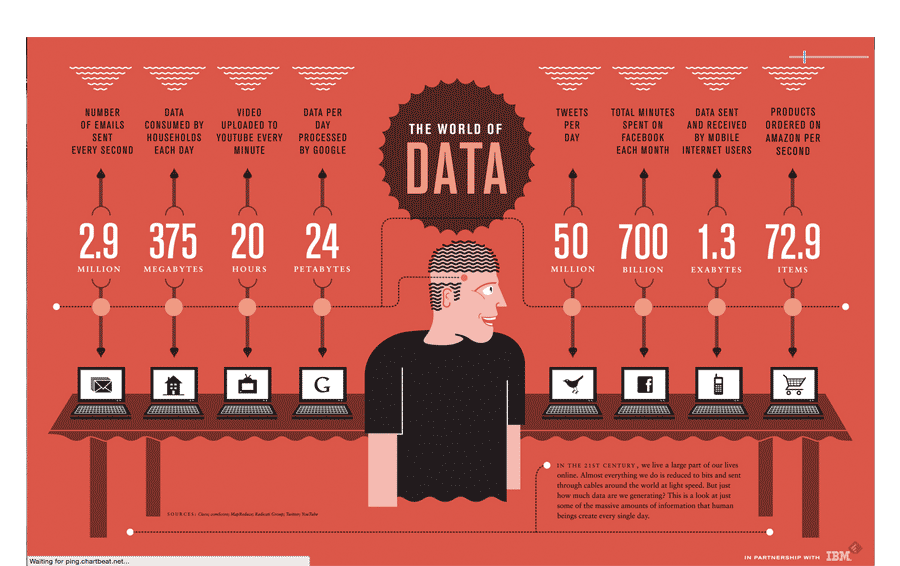 NUMBER
OF EMAILS
SENT
EVERY SECOND
DATA
CONSUMED BY
HOUSEHOLDS
EACH DAY
VIDEO
UPLOADED TO
YOUTUBE EVERY
MINUTE
DATA PER
DAY
PROCESSED
BY GOOGLE
THE WORLD OF
DATA
TWEETS
PER
DAY
TOTAL MINUTES
SPENT ON
FACEBOOK
EACH MONTH
DATA SENT
AND RECEIVED
BY MOBILE
INTERNET USERS
PRODUCTS
ORDERED ON
AMAZON PER
SECOND
2.9
MILLION
375
MEGABYTES
20
HOURS
24
PETABYTES
50
MILLION
700
BILLION
1.3
EXABYTES
72.9
ITEMS
G
f
IN THE 21ST CENTURY, we live a large part of our lives
online. Almost everything we do is reduced to bits and sent
through cables around the world at light speed. But just
how much data are we generating? This is a look at just
some of the massive amounts of information that human
beings create every single day.
SOURCES: Cisco; comScore; MapReduce; Radicati Group; Twitter; YouTube
IN PARTNERSHIP WITH IBM
Waiting for ping.chartbeat.net...